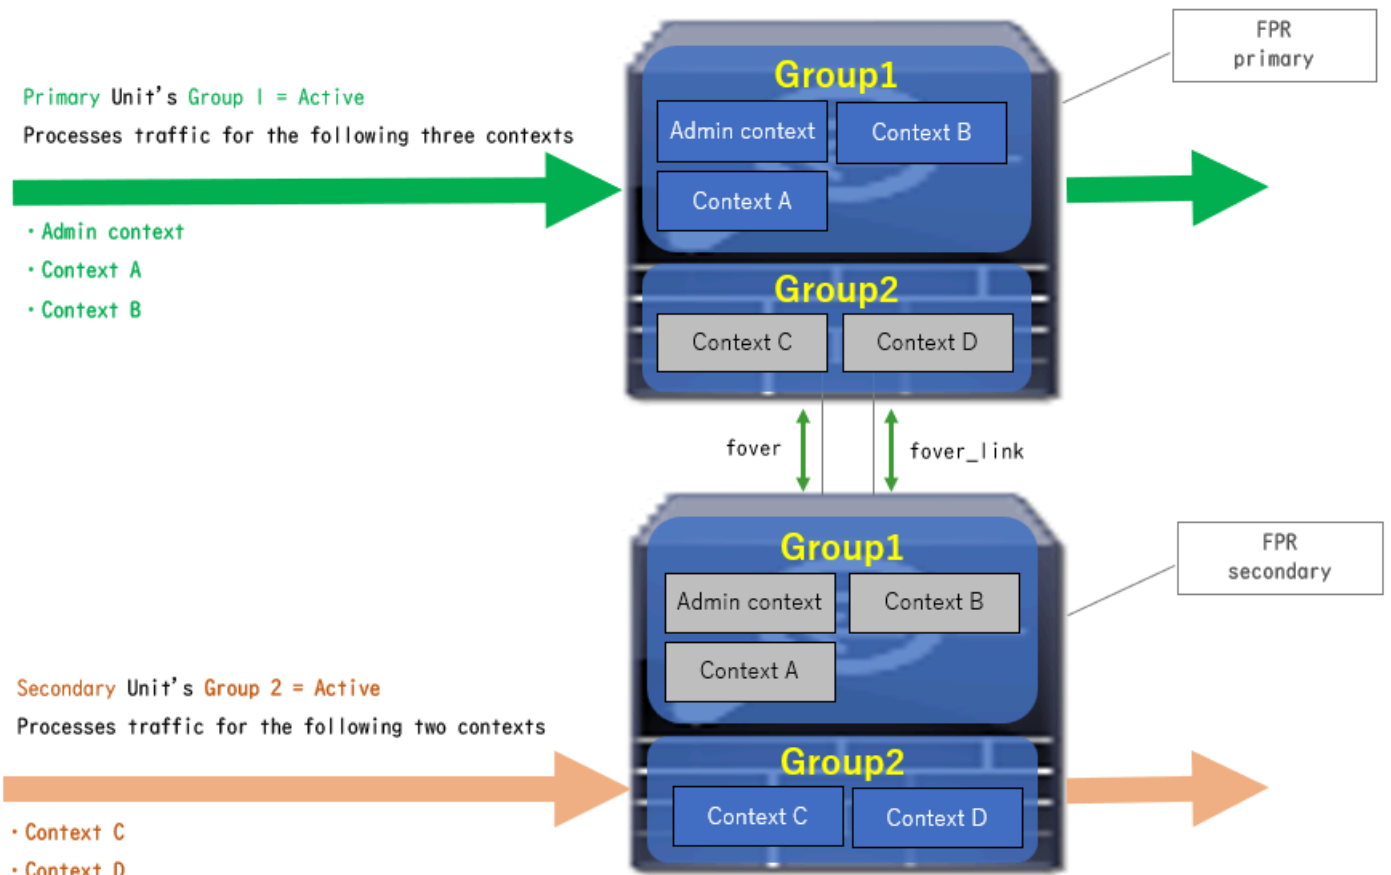 FPR
primary
Group1
Primary Unit's Group 1 = Active
Admin context
Context B
Processes traffic for the following three contexts
Context A
・Admin context
・Context A
・Context B
Group2
Context C
Context D
fover
fover_link
FPR
secondary
Group1
Admin context
Context B
Context A
Secondary Unit's Group 2 = Active
Processes traffic for the following two contexts
Group2
Context C
Context D
・Context C
・Context D